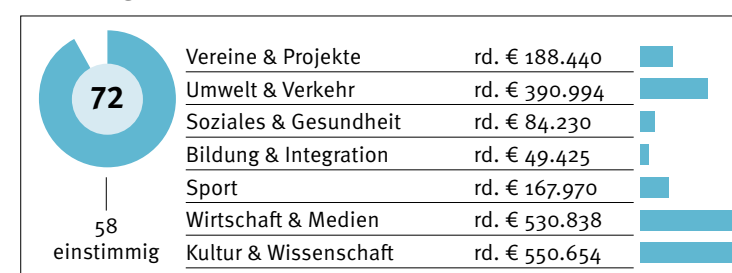 72
58
einstimmig
Vereine & Projekte rd. € 188.440
Umwelt & Verkehr rd. € 390.994
Soziales & Gesundheit rd. € 84.230
Bildung & Integration rd. € 49.425
Sport rd. € 167.970
Wirtschaft & Medien rd. € 530.838
Kultur & Wissenschaft rd. € 550.654